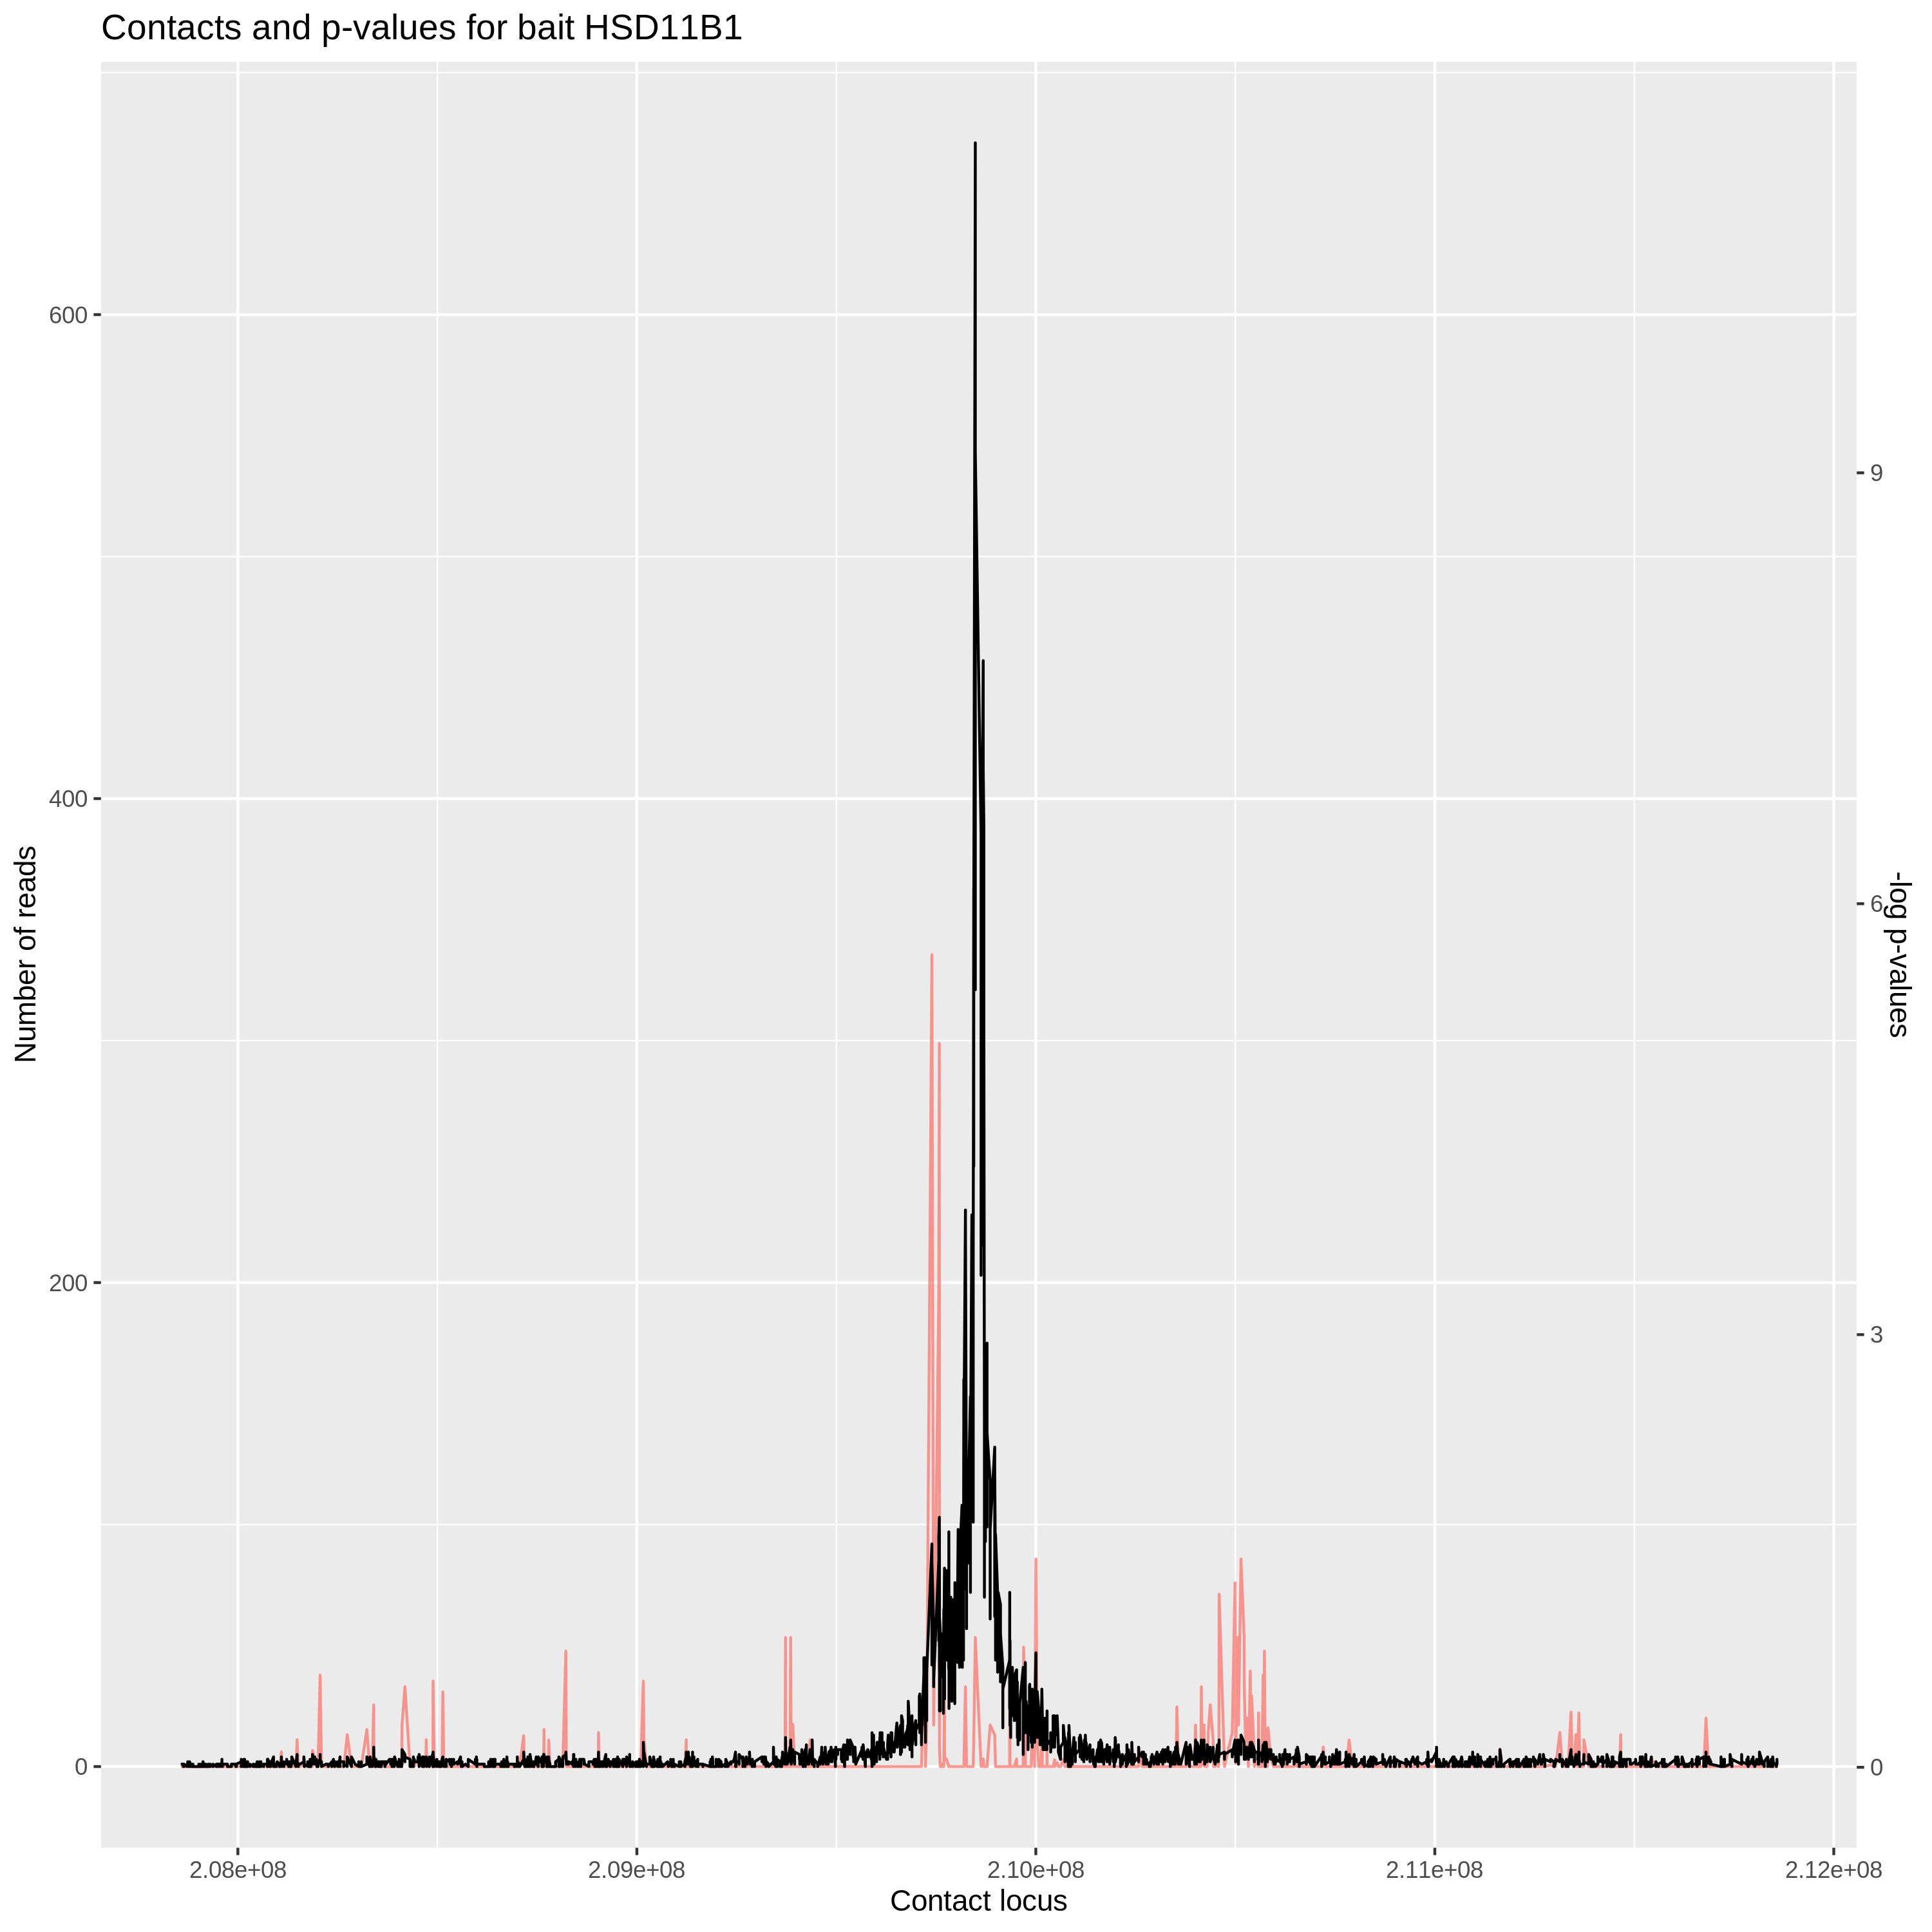 Contacts and p-values for bait HSD11B1
600
400
200
0
Number of reads
9
6
3
0
-log p-values
2.08e+08 2.09e+08 2.10e+08 2.11e+08 2.12e+08
Contact locus